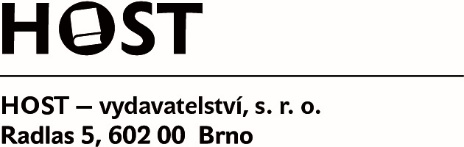 HOST
HOST – vydavatelství, s. r. o.
Radlas 5, 602 00 Brno